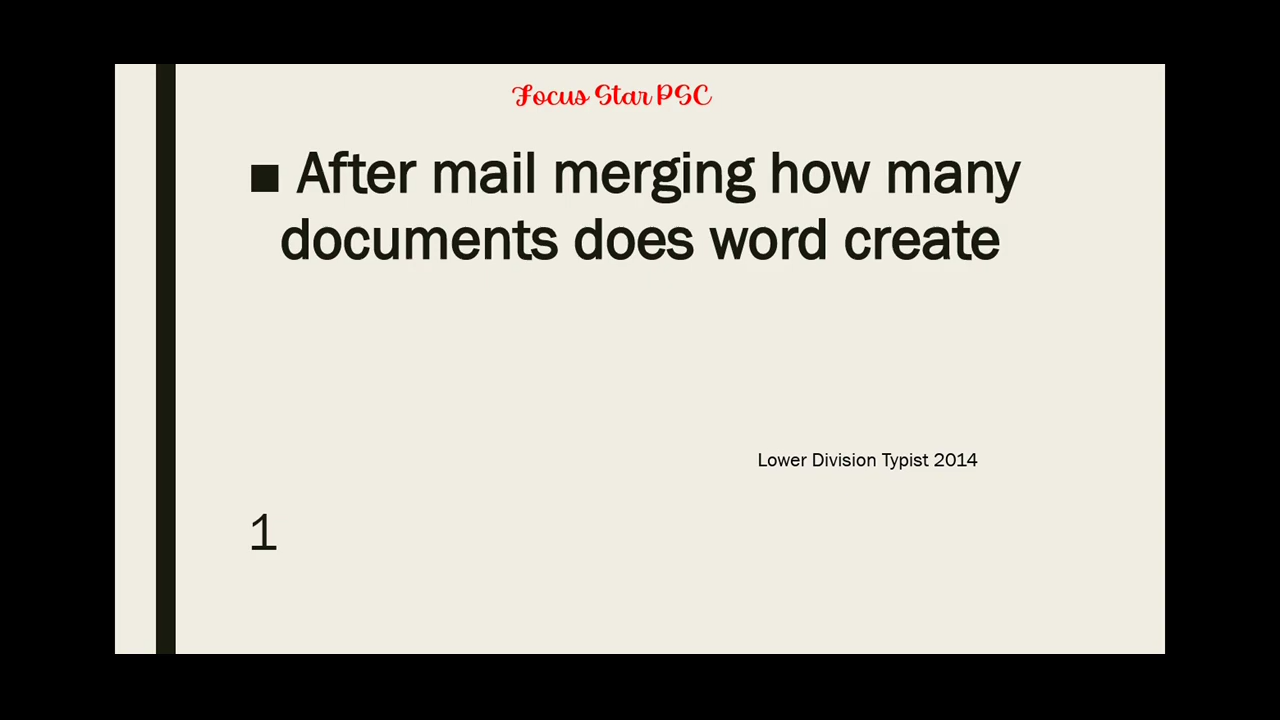 Focus Star PSC
■ After mail merging how many
documents does word create
Lower Division Typist 2014
1